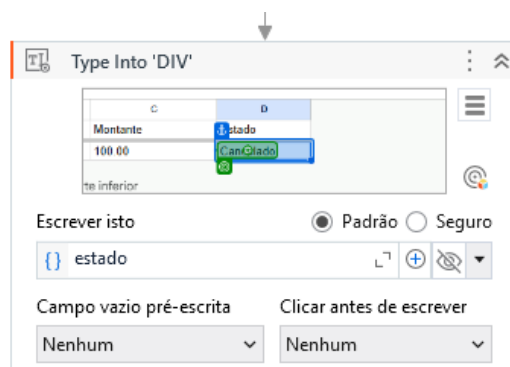 Type Into 'DIV'
C D
Montante Estado
100 00 Cancelado
te inferior
Escrever isto Padrão Seguro
{} estado
Campo vazio pré-escrita Clicar antes de escrever
Nenhum Nenhum